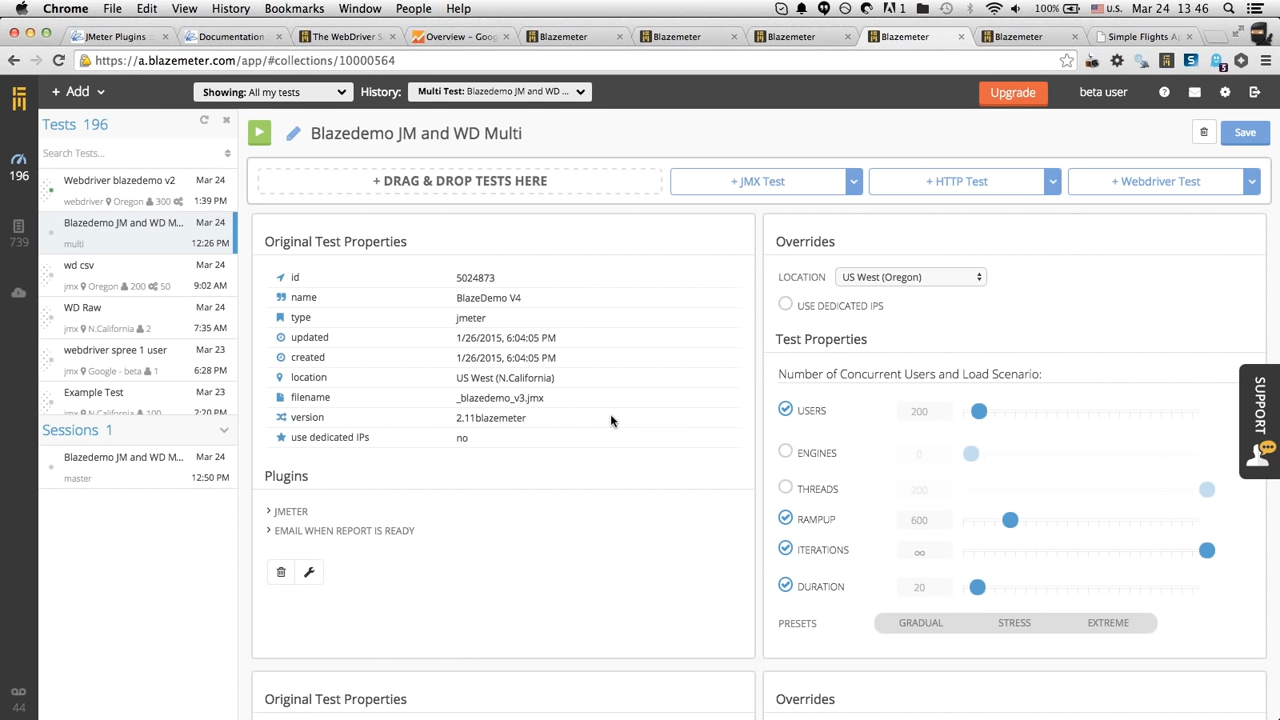 Chrome File Edit View History Bookmarks Window People Help 1 100% U.S. Mar 24 13 46
JMeter Plugins Documentation The WebDriver S Overview – Goo Blazemeter Blazemeter Blazemeter Blazemeter Blazemeter Simple Flights A
https://a.blazemeter.com/app/#collections/10000564
+ Add Showing: All my tests History: Multi Test: Blazedemo JM and WD ... Upgrade beta user
Tests 196
Blazedemo JM and WD Multi
Save
Search Tests...
196
739
44
Webdriver blazedemo v2 Mar 24
webdriver Oregon 300 1:39 PM
Blazedemo JM and WD M... Mar 24
multi 12:26 PM
wd csv Mar 24
jmx Oregon 200 50 9:02 AM
WD Raw Mar 24
jmx N.California 2 7:35 AM
webdriver spree 1 user Mar 23
jmx Google - beta 1 6:28 PM
Example Test Mar 23
jmx N.California 100 2:20 PM
Sessions 1
Blazedemo JM and WD M... Mar 24
master 12:50 PM
+ DRAG & DROP TESTS HERE + JMX Test + HTTP Test + Webdriver Test
Original Test Properties
id 5024873
name BlazeDemo V4
type jmeter
updated 1/26/2015, 6:04:05 PM
created 1/26/2015, 6:04:05 PM
location US West (N.California)
filename _blazedemo_v3.jmx
version 2.11blazemeter
use dedicated IPs no
Plugins
JMETER
EMAIL WHEN REPORT IS READY
Overrides
LOCATION US West (Oregon)
USE DEDICATED IPS
Test Properties
Number of Concurrent Users and Load Scenario:
USERS 200
ENGINES 0
THREADS 200
RAMPUP 600
ITERATIONS ∞
DURATION 20
PRESETS GRADUAL STRESS EXTREME
SUPPORT
Original Test Properties
Overrides